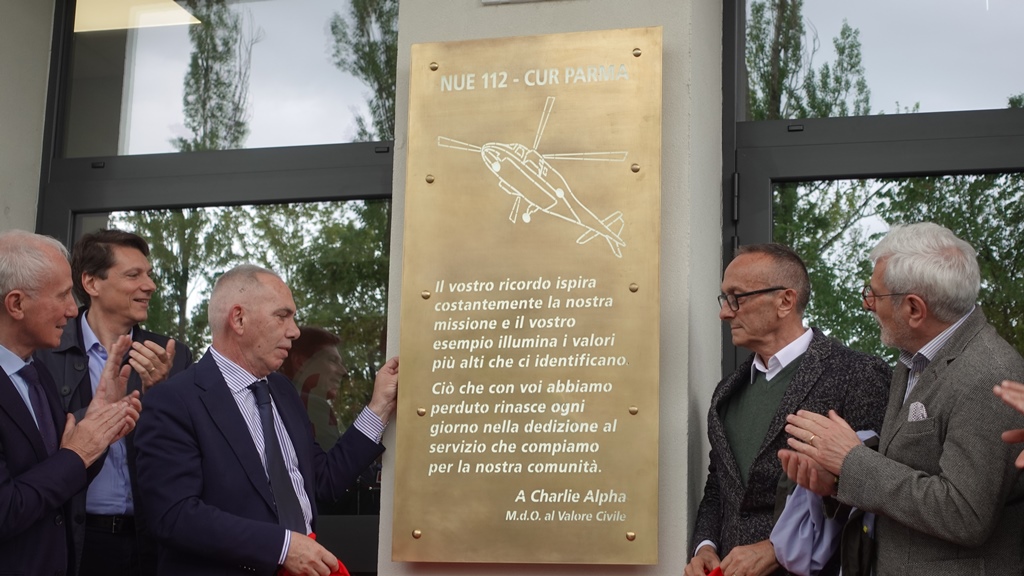 NUE 112 - CUR PARMA
Il vostro ricordo ispira
costantemente la nostra
missione e il vostro
esempio illumina i valori
più alti che ci identificano.
Ciò che con voi abbiamo
perduto rinasce ogni
giorno nella dedizione al
servizio che compiamo
per la nostra comunità.
A Charlie Alpha
M.d.O. al Valore Civile